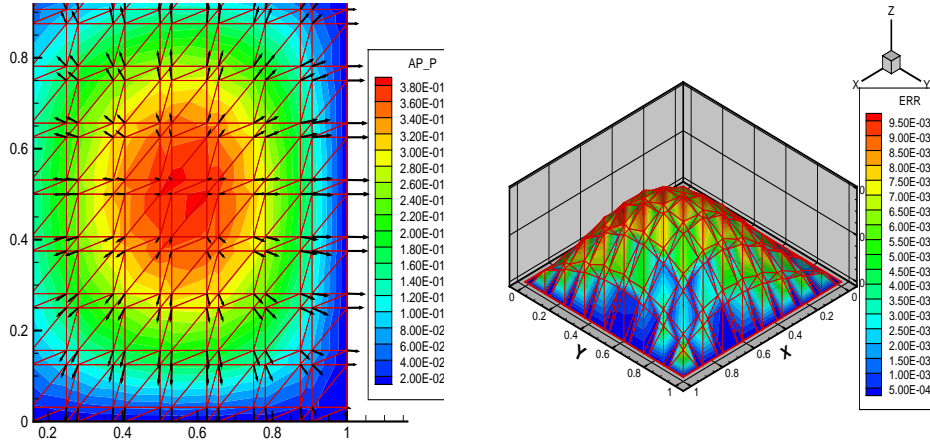 0.8
0.6
0.4
0.2
0
0.2
0.4
0.6
0.8
1
AP_P
3.80E-01
3.60E-01
3.40E-01
3.20E-01
3.00E-01
2.80E-01
2.60E-01
2.40E-01
2.20E-01
2.00E-01
1.80E-01
1.60E-01
1.40E-01
1.20E-01
1.00E-01
8.00E-02
6.00E-02
4.00E-02
2.00E-02
Z
X
Y
ERR
9.50E-03
9.00E-03
8.50E-03
8.00E-03
7.50E-03
7.00E-03
6.50E-03
6.00E-03
5.50E-03
5.00E-03
4.50E-03
4.00E-03
3.50E-03
3.00E-03
2.50E-03
2.00E-03
1.50E-03
1.00E-03
5.00E-04
0
0.2
0.4
0.6
0.8
1
Y
0
0.2
0.4
0.6
0.8
1
X